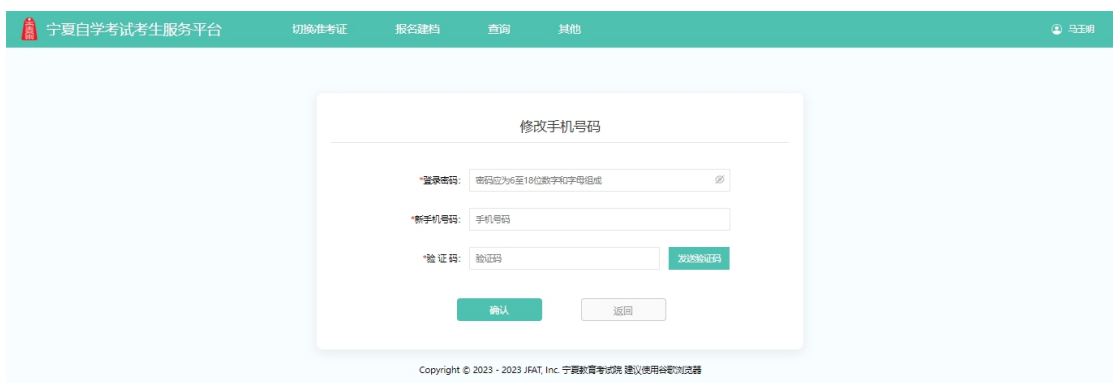 宁夏自学考试考生服务平台 切换准考证 报名建档 查询 其他 马玉明
修改手机号码
*登录密码: 密码应为6至18位数字和字母组成
*新手机号码: 手机号码
*验 证 码: 验证码 发送验证码
确认 返回
Copyright © 2023 - 2023 JFAT, Inc. 宁夏教育考试院 建议使用谷歌浏览器